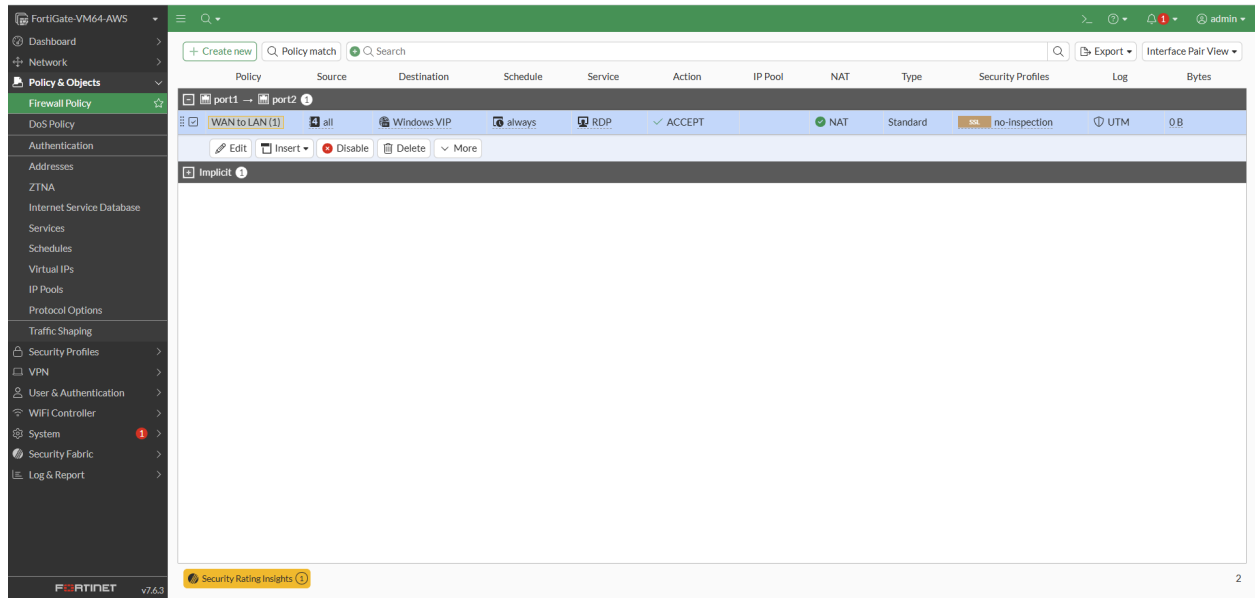 FortiGate-VM64-AWS
admin
1
Dashboard
Network
Policy & Objects
Firewall Policy
DoS Policy
Authentication
Addresses
ZTNA
Internet Service Database
Services
Schedules
Virtual IPs
IP Pools
Protocol Options
Traffic Shaping
Security Profiles
VPN
User & Authentication
WiFi Controller
System 1
Security Fabric
Log & Report
FORTINET v7.6.3
+ Create new Policy match Search Export Interface Pair View
Policy Source Destination Schedule Service Action IP Pool NAT Type Security Profiles Log Bytes
port1 → port2 1
WAN to LAN (1) 4 all Windows VIP always RDP ACCEPT NAT Standard SSL no-inspection UTM 0 B
Edit Insert Disable Delete More
Implicit 1
Security Rating Insights 1
2